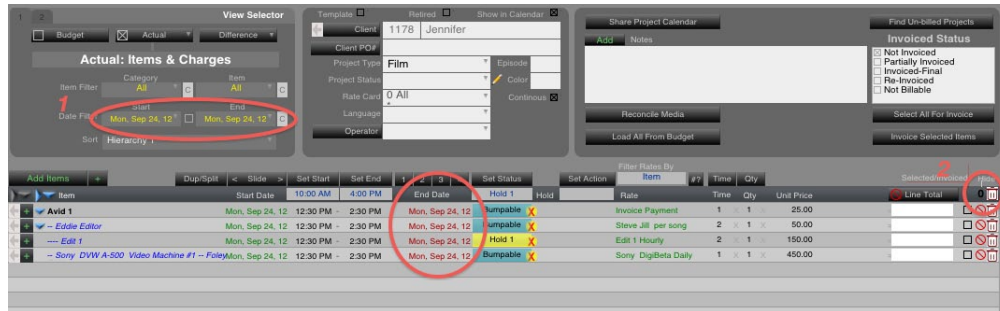 1 2 View Selector
Budget Actual Difference
Actual: Items & Charges
Category Item
Item Filter All C All C
1
Start End
Date Filter Mon, Sep 24, 12 Mon, Sep 24, 12 C
Sort Hierarchy 1
Template Retired Show in Calendar
Client 1178 Jennifer
Client PO#
Project Type Film Episode
Project Status Color
Rate Card 0 All Continous
Language
Operator
Share Project Calendar
Add Notes
Reconcile Media
Load All From Budget
Find Un-billed Projects
Invoiced Status
Not Invoiced
Partially Invoiced
Invoiced-Final
Re-Invoiced
Not Billable
Select All For Invoice
Invoice Selected Items
2
Filter Rates By
Add Items + Dup/Split < Slide > Set Start Set End 1 2 3 Set Status Set Action Item #? Time Qty Selected/Invoiced Hide
Item Start Date 10:00 AM 4:00 PM End Date Hold 1 Hold Rate Time Qty Unit Price Line Total 0
Avid 1 Mon, Sep 24, 12 12:30 PM - 2:30 PM Mon, Sep 24, 12 Bumpable X Invoice Payment 1 X 1 X 25.00
-- Eddie Editor Mon, Sep 24, 12 12:30 PM - 2:30 PM Mon, Sep 24, 12 Bumpable X Steve Jill per song 2 X 1 X 50.00
---- Edit 1 Mon, Sep 24, 12 12:30 PM - 2:30 PM Mon, Sep 24, 12 Hold 1 X Edit 1 Hourly 2 X 1 X 150.00
-- Sony DVW A-500 Video Machine #1 -- Foley Mon, Sep 24, 12 12:30 PM - 2:30 PM Mon, Sep 24, 12 Bumpable X Sony DigiBeta Daily 1 X 1 X 450.00